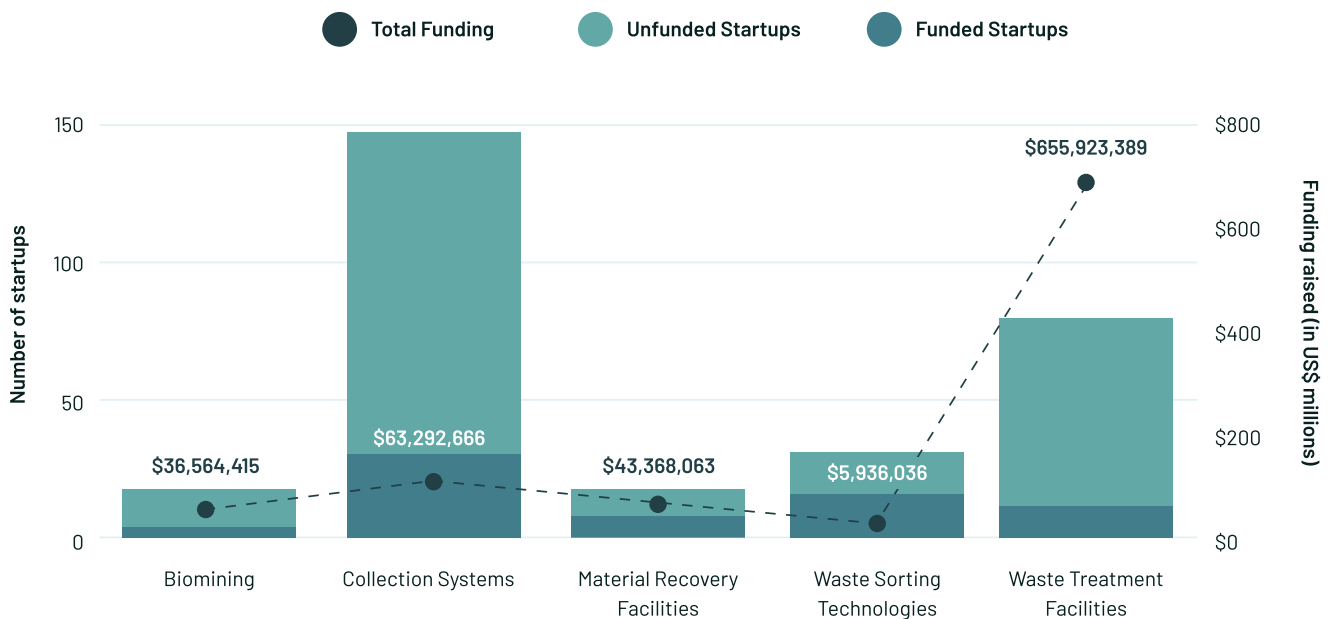 Total Funding
Unfunded Startups
Funded Startups
150
100
50
0
Number of startups
$800
$600
$400
$200
$0
Funding raised (in US$ millions)
$36,564,415
$63,292,666
$43,368,063
$5,936,036
$655,923,389
Biomining
Collection Systems
Material Recovery
Facilities
Waste Sorting
Technologies
Waste Treatment
Facilities